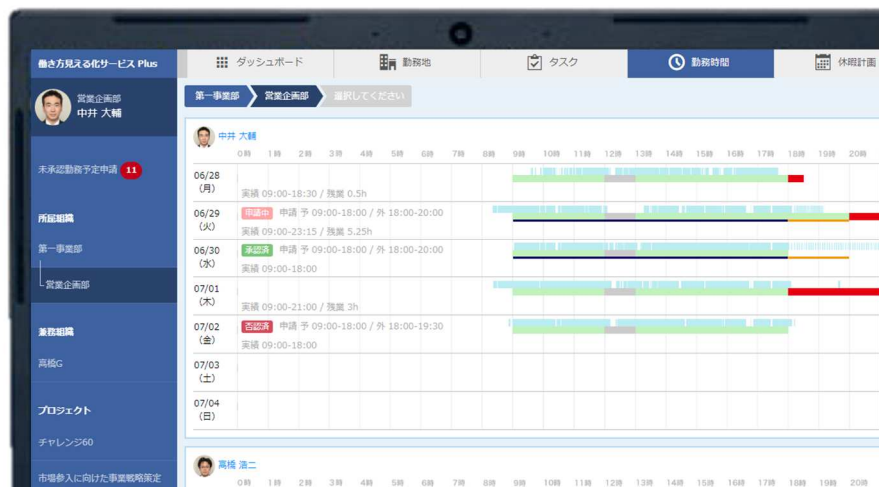 働き方見える化サービス Plus
ダッシュボード
勤務地
タスク
勤務時間
休暇計画
営業企画部
中井 大輔
第一事業部
営業企画部
選択してください
未承認勤務予定申請 11
所属組織
第一事業部
営業企画部
兼務組織
高橋G
プロジェクト
チャレンジ60
市場参入に向けた事業戦略策定
中井 大輔
0時 1時 2時 3時 4時 5時 6時 7時 8時 9時 10時 11時 12時 13時 14時 15時 16時 17時 18時 19時 20時
06/28
(月)
実績 09:00-18:30 / 残業 0.5h
06/29
(火)
申請中 申請 予 09:00-18:00 / 外 18:00-20:00
実績 09:00-23:15 / 残業 5.25h
06/30
(水)
承認済 申請 予 09:00-18:00 / 外 18:00-20:00
実績 09:00-18:00
07/01
(木)
実績 09:00-21:00 / 残業 3h
07/02
(金)
否認済 申請 予 09:00-18:00 / 外 18:00-19:30
実績 09:00-18:00
07/03
(土)
07/04
(日)
高橋 浩二
0時 1時 2時 3時 4時 5時 6時 7時 8時 9時 10時 11時 12時 13時 14時 15時 16時 17時 18時 19時 20時